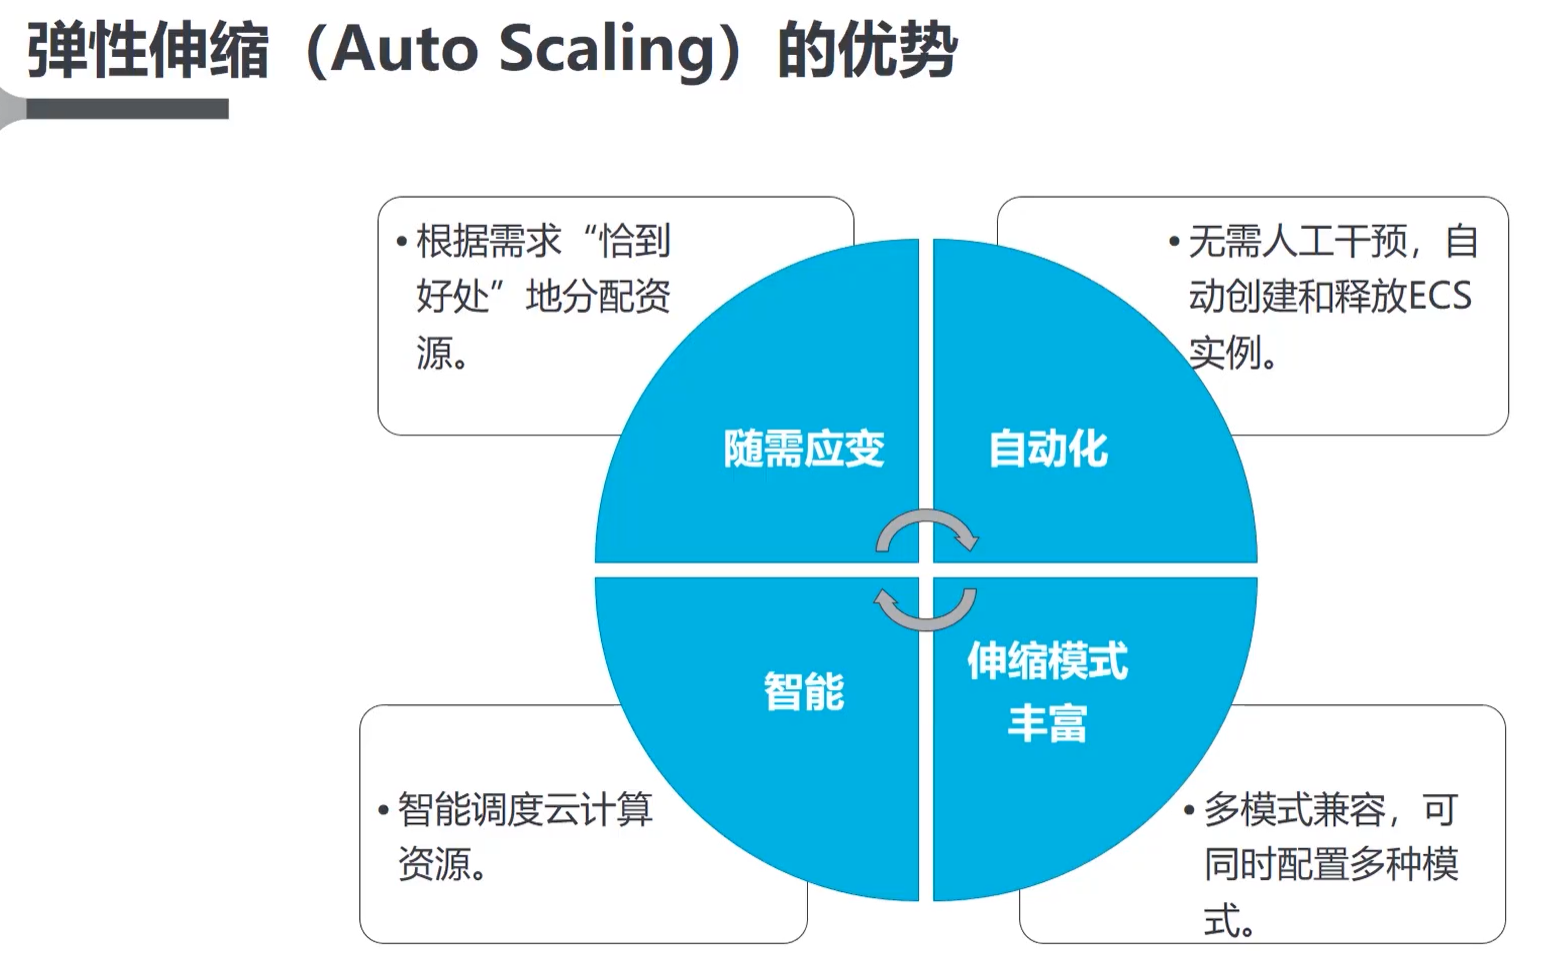 弹性伸缩（Auto Scaling）的优势
• 根据需求“恰到
好处”地分配资
源。
• 无需人工干预，自
动创建和释放ECS
实例。
随需应变
自动化
智能
伸缩模式
丰富
• 智能调度云计算
资源。
• 多模式兼容，可
同时配置多种模
式。